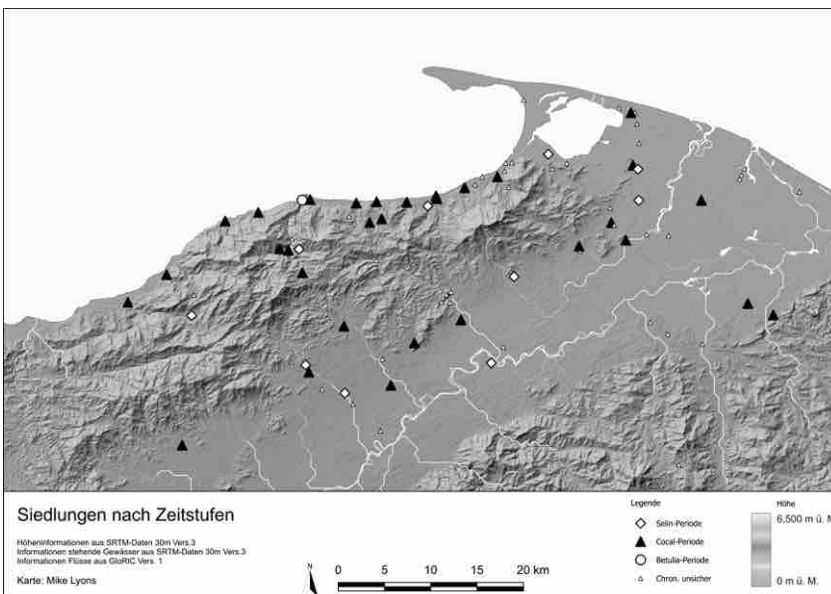 Siedlungen nach Zeitstufen
Höheninformationen aus SRTM-Daten 30m Vers.3
Informationen stehende Gewässer aus SRTM-Daten 30m Vers.3
Informationen Flüsse aus GloRIC Vers. 1
Karte: Mike Lyons
N
0 5 10 15 20 km
Legende
Selin-Periode
Cocal-Periode
Betulia-Periode
Chron. unsicher
Höhe
6,500 m ü. M.
0 m ü. M.